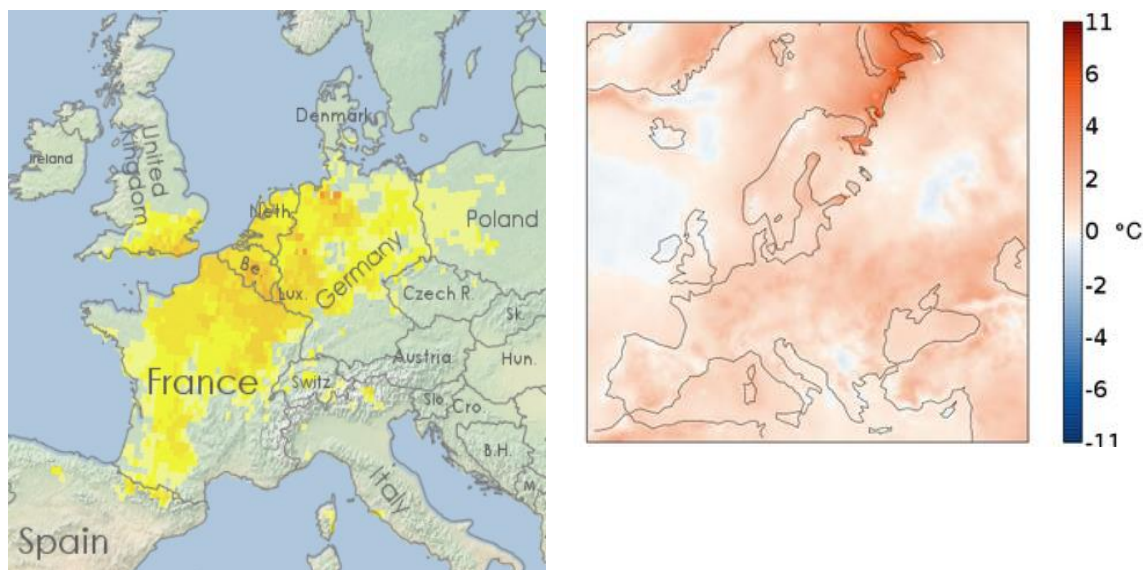 Denmark
L
Ireland
United
Kingdom
Neth.
Poland
Be.
Germany
Lux.
Czech R.
Sk.
France
Austria
Hun.
Switz.
Slo.
Cro.
B.H.
Italy
M
Spain
11
6
4
2
0 °C
-2
-4
-6
-11